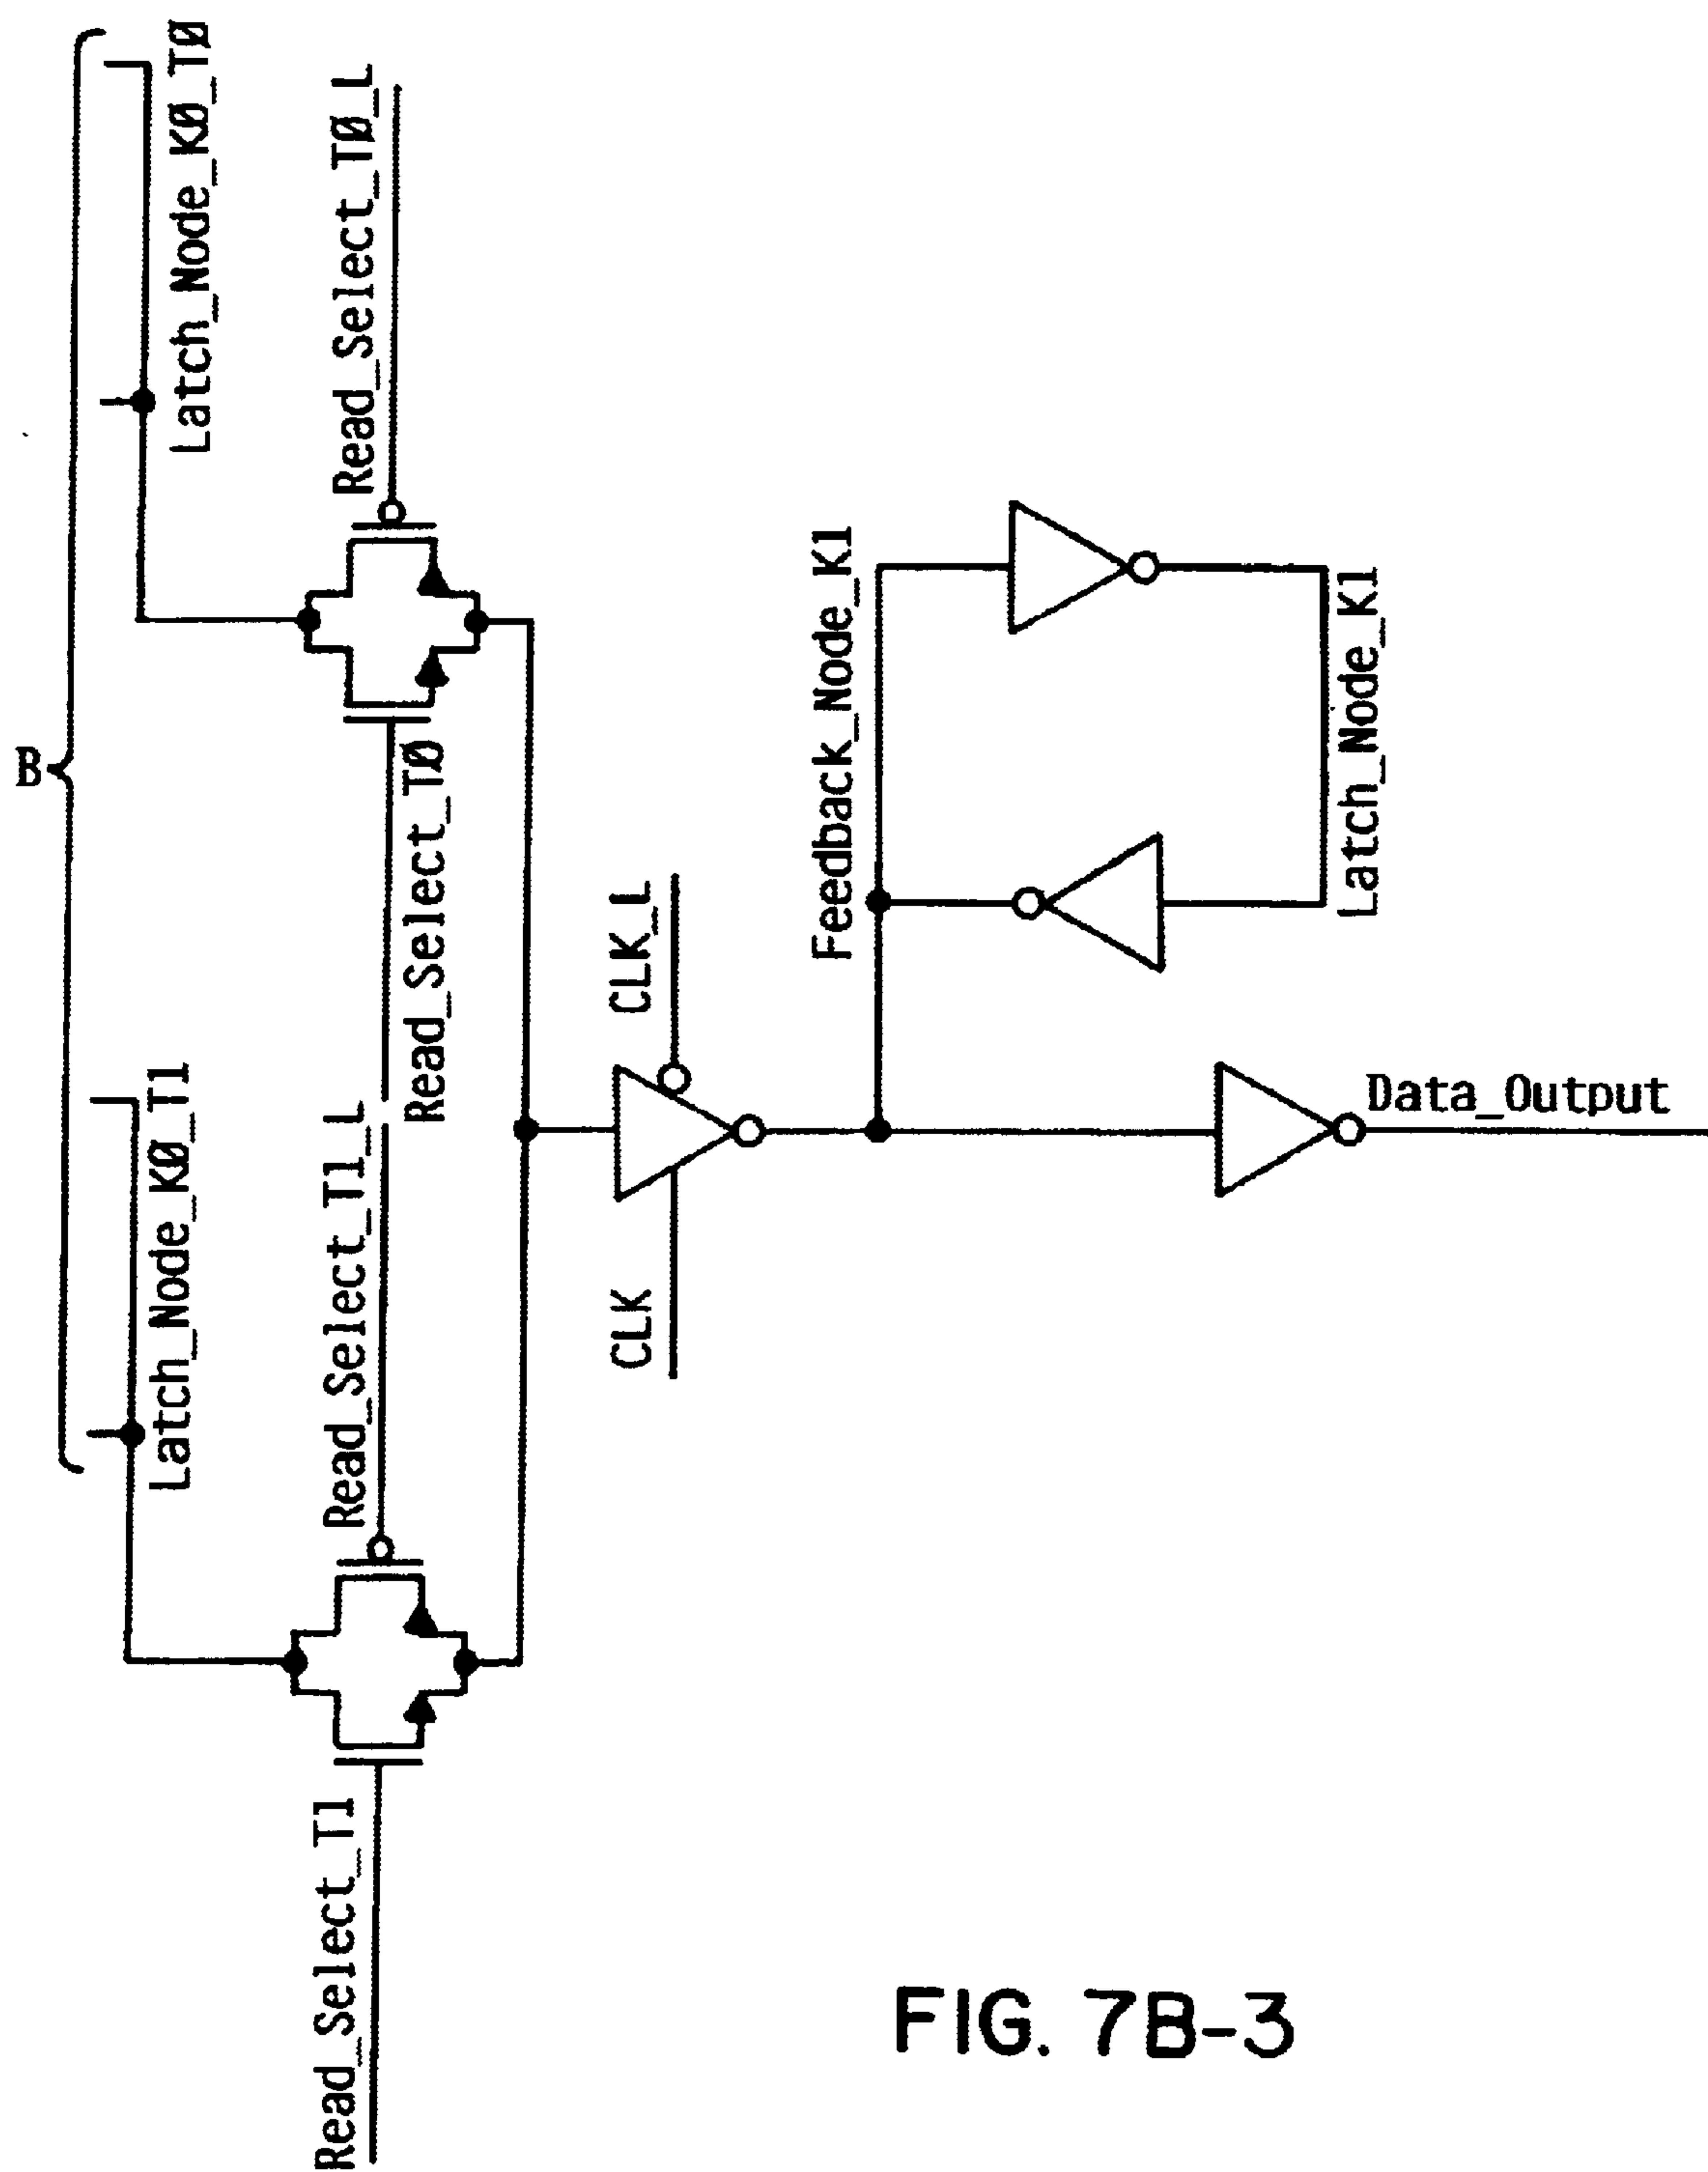 B
Latch_Node_KØ_TØ
Read_Select_TØ_L
Latch_Node_KØ_T1
Read_Select_T1_L
Read_Select_TØ
Read_Select_T1
CLK_L
CLK
Feedback_Node_K1
Latch_Node_K1
Data_Output
FIG. 7B-3